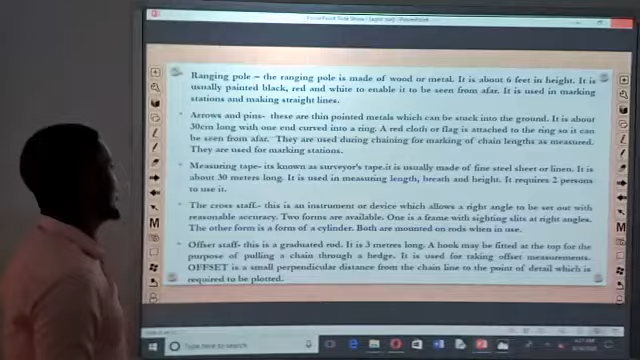 Ranging pole – the ranging pole is made of wood or metal. It is about 6 feet in height. It is
usually painted black, red and white to enable it to be seen from afar. It is used in marking
stations and making straight lines.
Arrows and pins- these are thin pointed metals which can be stuck into the ground. It is about
30cm long with one end curved into a ring. A red cloth or flag is attached to the ring so it can
be seen from afar. They are used during chaining for marking of chain lengths as measured.
They are used for marking stations.
Measuring tape- its known as surveyor's tape.it is usually made of fine steel sheet or linen. It is
about 30 meters long. It is used in measuring length, breath and height. It requires 2 persons
to use it.
The cross staff.- this is an instrument or device which allows a right angle to be set out with
reasonable accuracy. Two forms are available. One is a frame with sighting slits at right angles.
The other form is a form of a cylinder. Both are mounted on rods when in use.
Offset staff- this is a graduated rod. It is 3 meters long. A hook may be fitted at the top for the
purpose of pulling a chain through a hedge. It is used for taking offset measurements.
OFFSET is a small perpendicular distance from the chain line to the point of detail which is
required to be plotted.
Type here to search